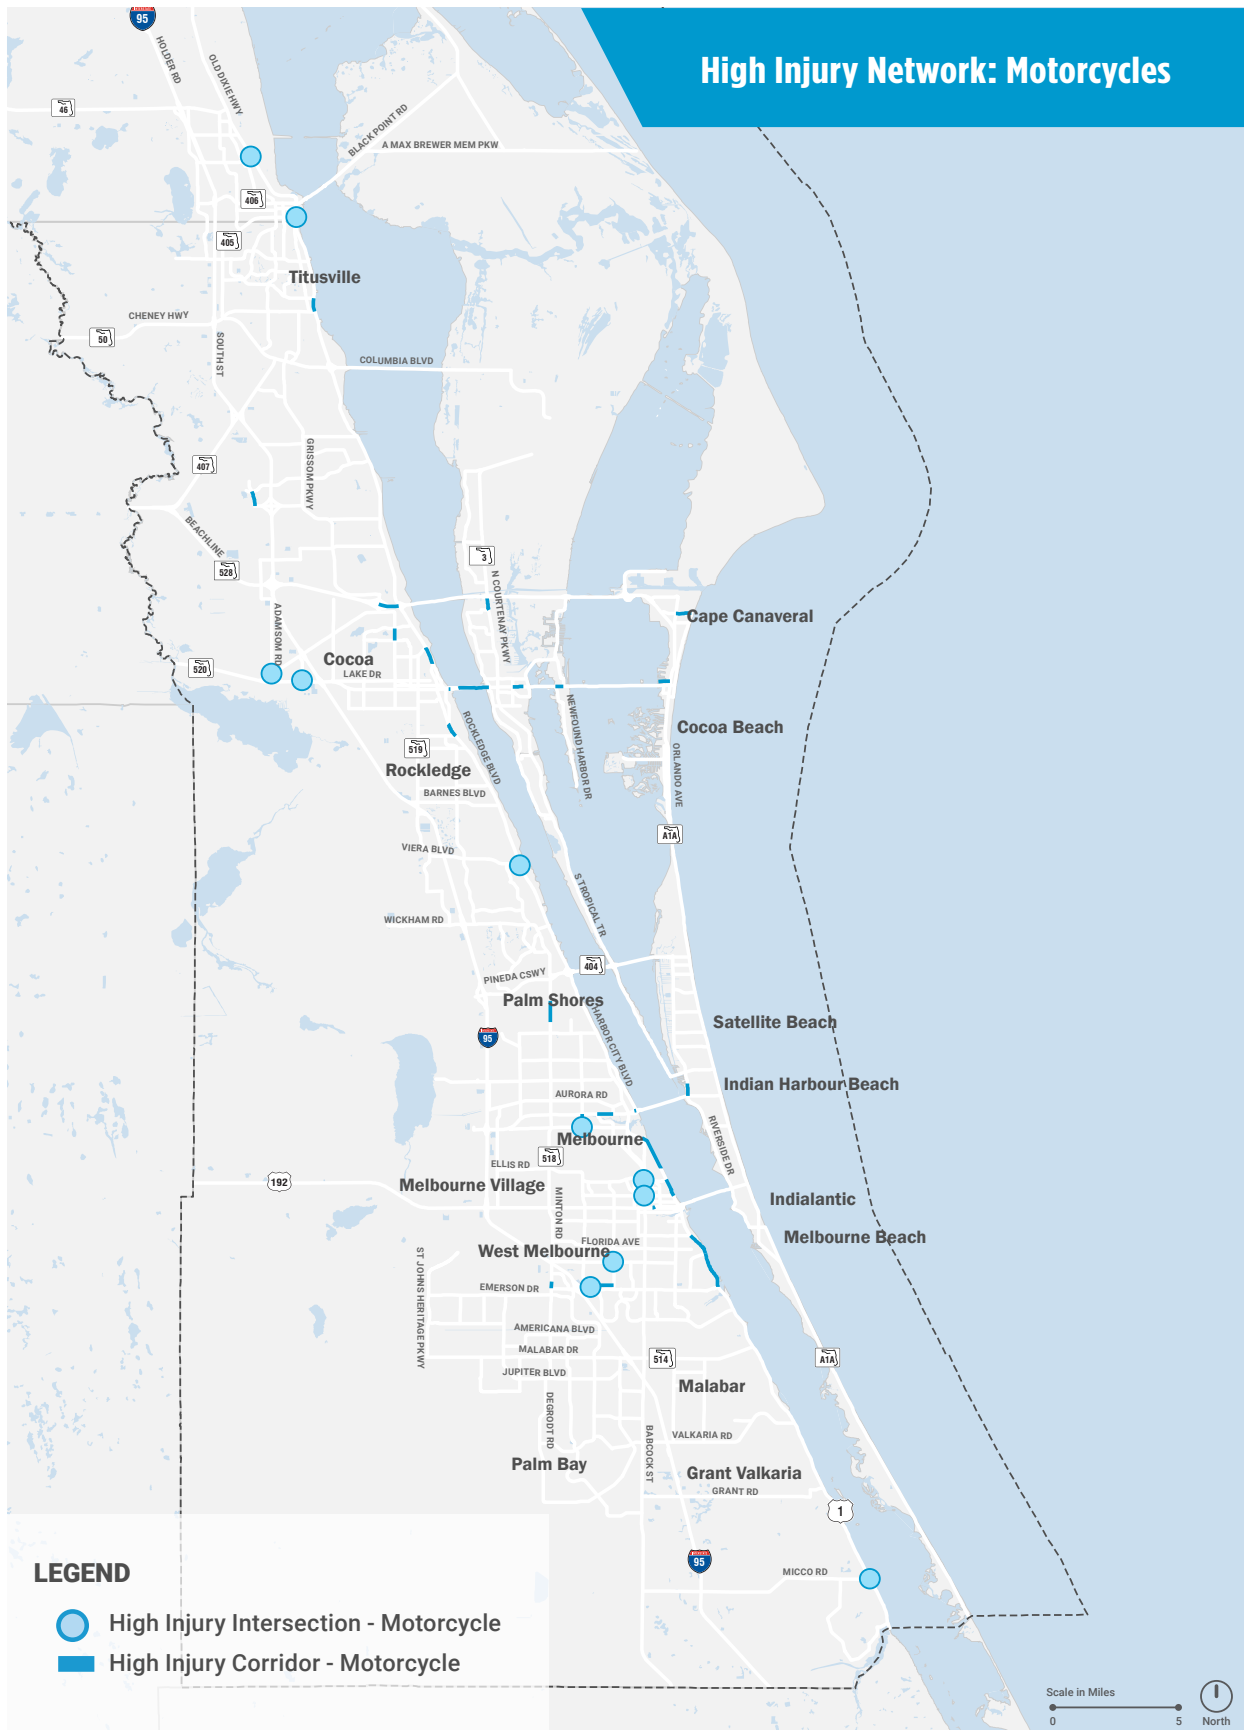 High Injury Network: Motorcycles
95
HOLDER RD
OLD DIXIE HWY
46
BLACK POINT RD
A MAX BREWER MEM PKW
406
405
Titusville
CHENEY HWY
50
SOUTH ST
COLUMBIA BLVD
GRISSOM PKWY
407
BEACHLINE
528
3
N COURTENAY PKWY
ADAMSOM RD
Cape Canaveral
520
Cocoa
LAKE DR
NEWFOUND HARBOR DR
Cocoa Beach
ROCKLEDGE BLVD
519
Rockledge
ORLANDO AVE
BARNES BLVD
A1A
VIERA BLVD
S TROPICAL TR
WICKHAM RD
404
PINEDA CSWY
Palm Shores
HARBOR CITY BLVD
Satellite Beach
95
Indian Harbour Beach
AURORA RD
RIVERSIDE DR
Melbourne
518
ELLIS RD
192
Melbourne Village
MINTON RD
Indialantic
Melbourne Beach
FLORIDA AVE
West Melbourne
ST JOHNS HERITAGE PKWY
EMERSON DR
AMERICANA BLVD
MALABAR DR
514
A1A
JUPITER BLVD
Malabar
DEGRODT RD
BABCOCK ST
VALKARIA RD
Palm Bay
Grant Valkaria
GRANT RD
1
95
MICCO RD
LEGEND
High Injury Intersection - Motorcycle
High Injury Corridor - Motorcycle
Scale in Miles
0 5
North